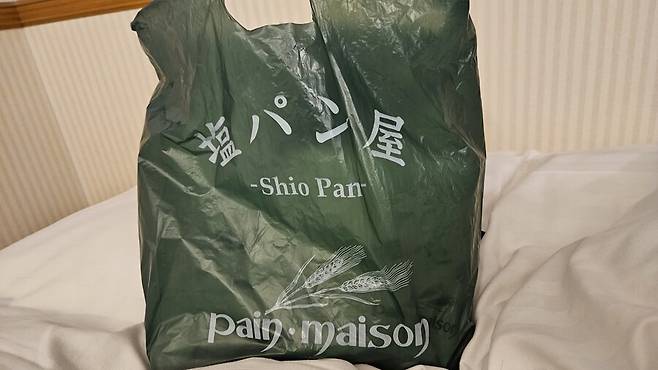 塩パン屋
-Shio Pan-
pain·maison